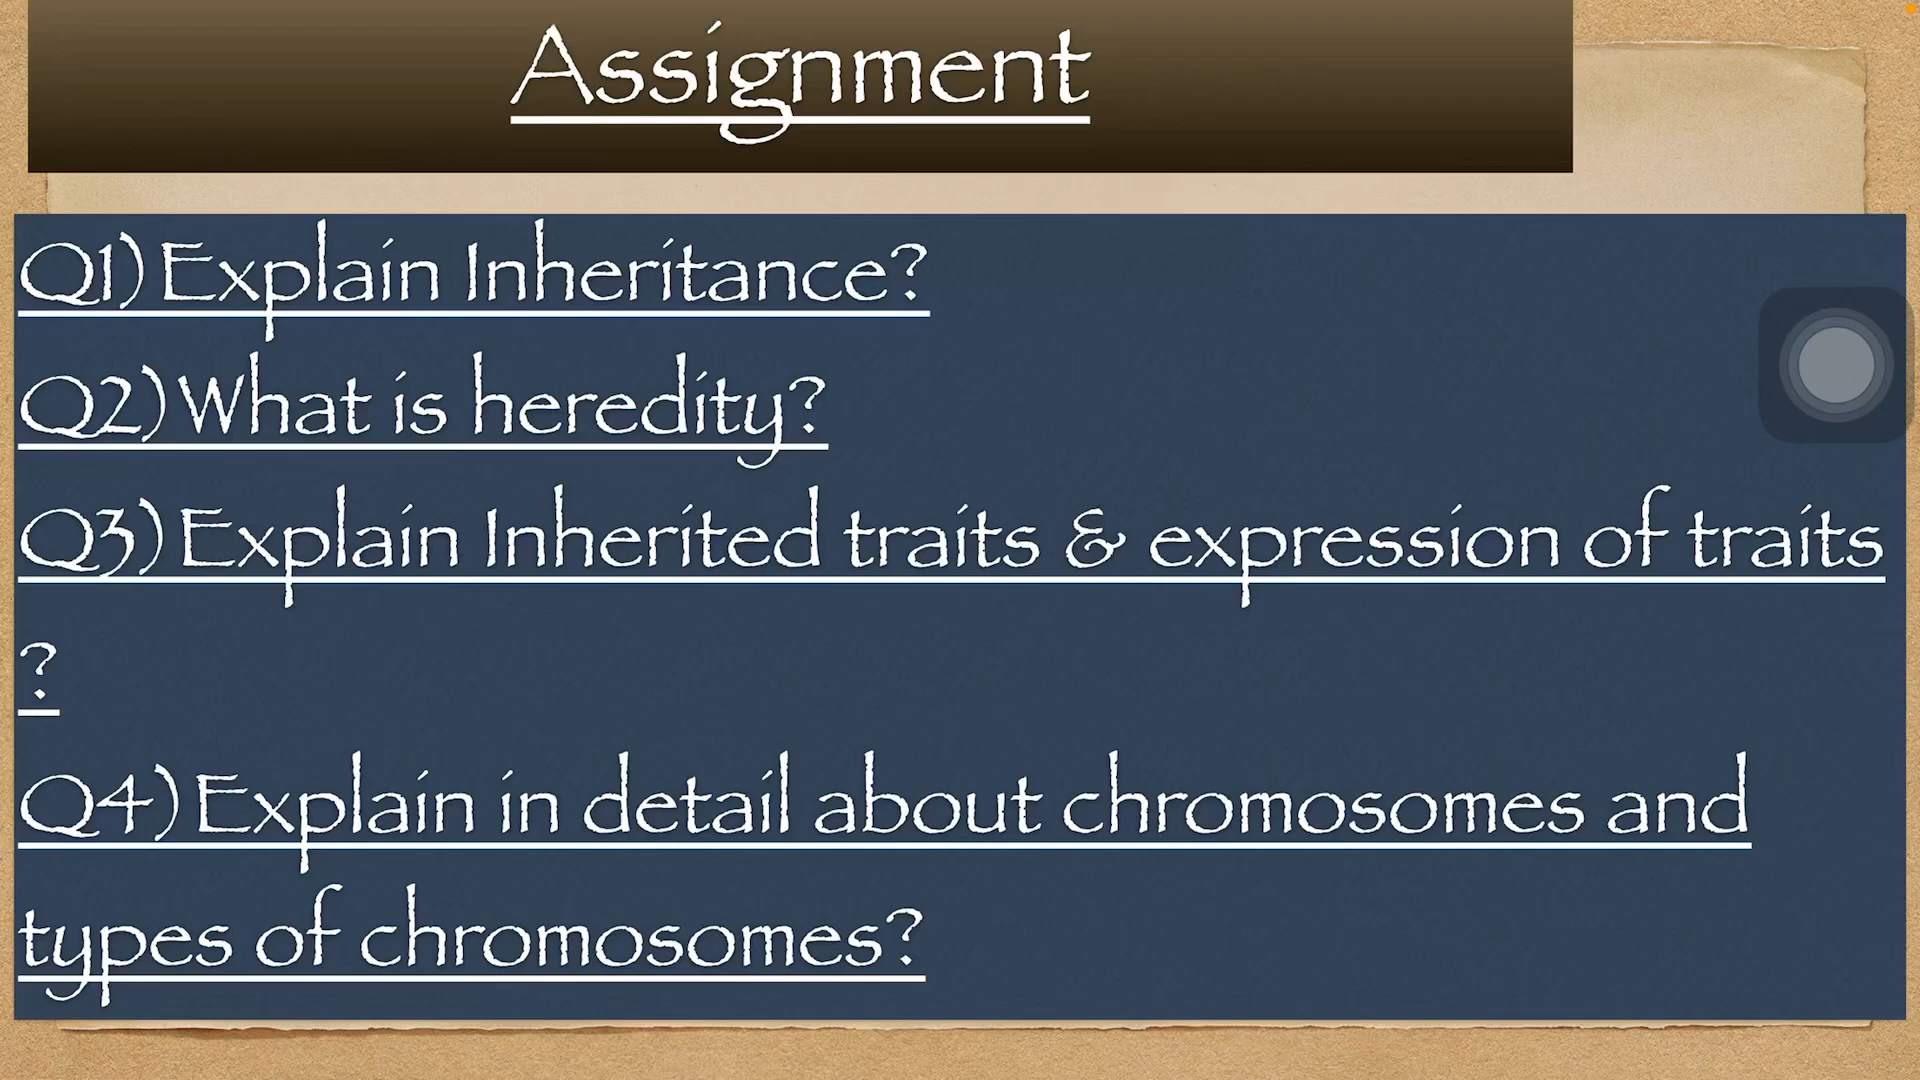 Assignment
Q1) Explain Inheritance?
Q2) What is heredity?
Q3) Explain Inherited traits & expression of traits
?
Q4) Explain in detail about chromosomes and
types of chromosomes?